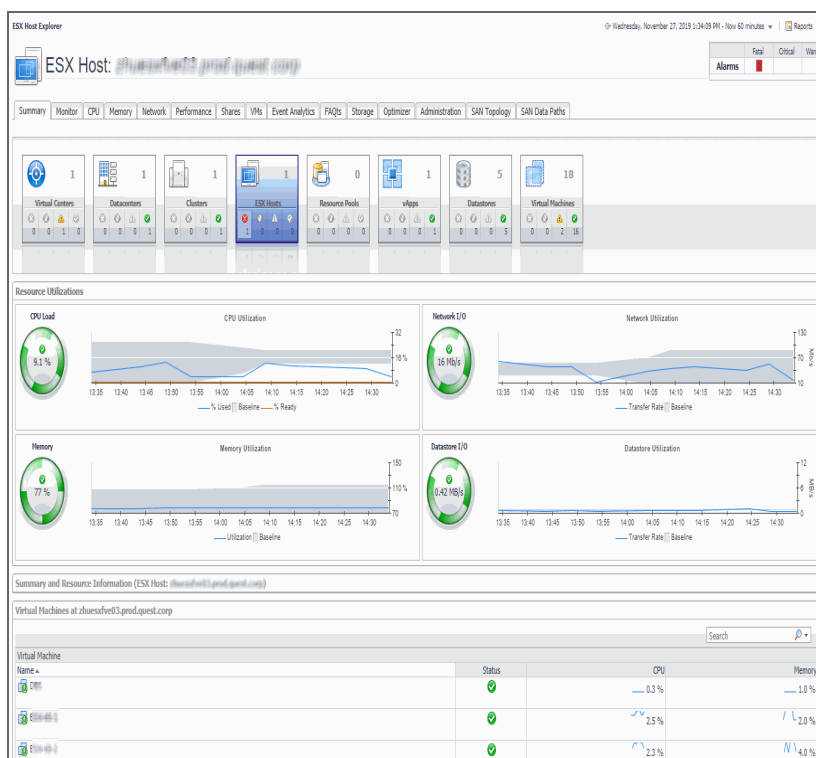 ESX Host Explorer
Wednesday, November 27, 2019 1:34:09 PM - Now 60 minutes
Reports
ESX Host:
Fatal Critical War
Alarms
Summary Monitor CPU Memory Network Performance Shares VMs Event Analytics FAQts Storage Optimizer Administration SAN Topology SAN Data Paths
1 1 1 1 0 1 5 18
Virtual Centers Datacenters Clusters ESX Hosts Resource Pools vApps Datastores Virtual Machines
0 0 1 0 0 0 0 1 0 0 0 1 1 0 0 0 0 0 0 0 0 0 0 1 0 0 0 5 0 0 2 16
Resource Utilizations
CPU Load
CPU Utilization
9.1 %
32
16 %
0
13:35 13:40 13:45 13:50 13:55 14:00 14:05 14:10 14:15 14:20 14:25 14:30
% Used Baseline % Ready
Network I/O
Network Utilization
16 Mb/s
130
70
10
Mb/s
13:35 13:40 13:45 13:50 13:55 14:00 14:05 14:10 14:15 14:20 14:25 14:30
Transfer Rate Baseline
Memory
Memory Utilization
77 %
150
110 %
70
13:35 13:40 13:45 13:50 13:55 14:00 14:05 14:10 14:15 14:20 14:25 14:30
Utilization Baseline
Datastore I/O
Datastore Utilization
0.42 MB/s
12
6
0
MB/s
13:35 13:40 13:45 13:50 13:55 14:00 14:05 14:10 14:15 14:20 14:25 14:30
Transfer Rate Baseline
Summary and Resource Information (ESX Host:
Virtual Machines at zhuesxfve03.prod.quest.corp
Search
Virtual Machine
Name Status CPU Memory
0.3 % 1.0 %
2.5 % 2.0 %
2.3 % 4.0 %